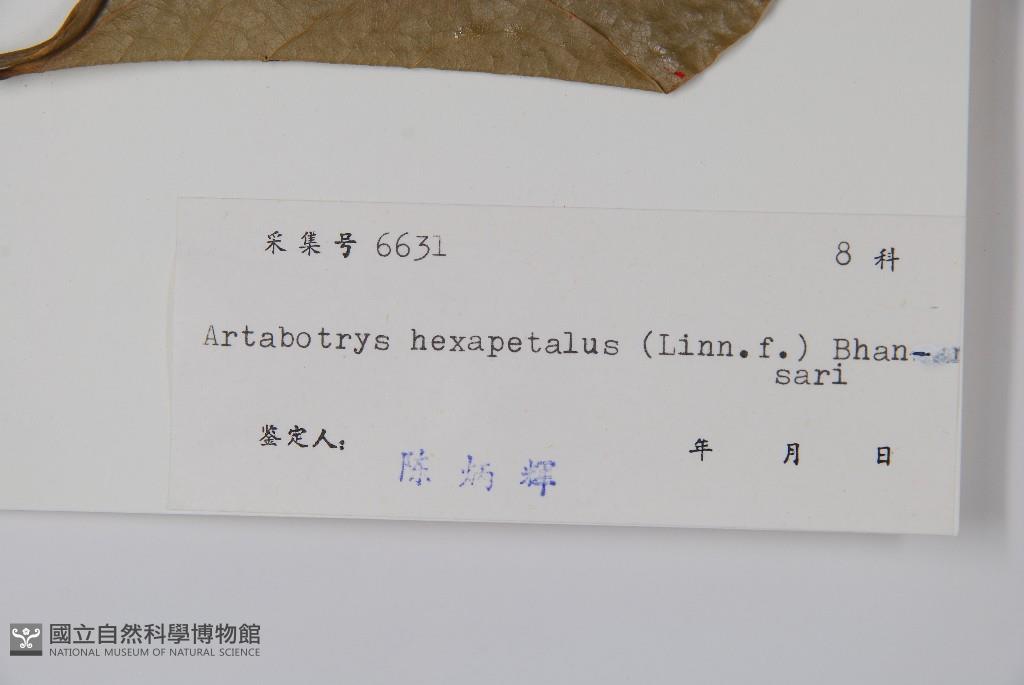 采集号 6631 8 科
Artabotrys hexapetalus (Linn.f.) Bhan-
sari
鉴定人: 陈炳辉 年 月 日
國立自然科學博物館
NATIONAL MUSEUM OF NATURAL SCIENCE